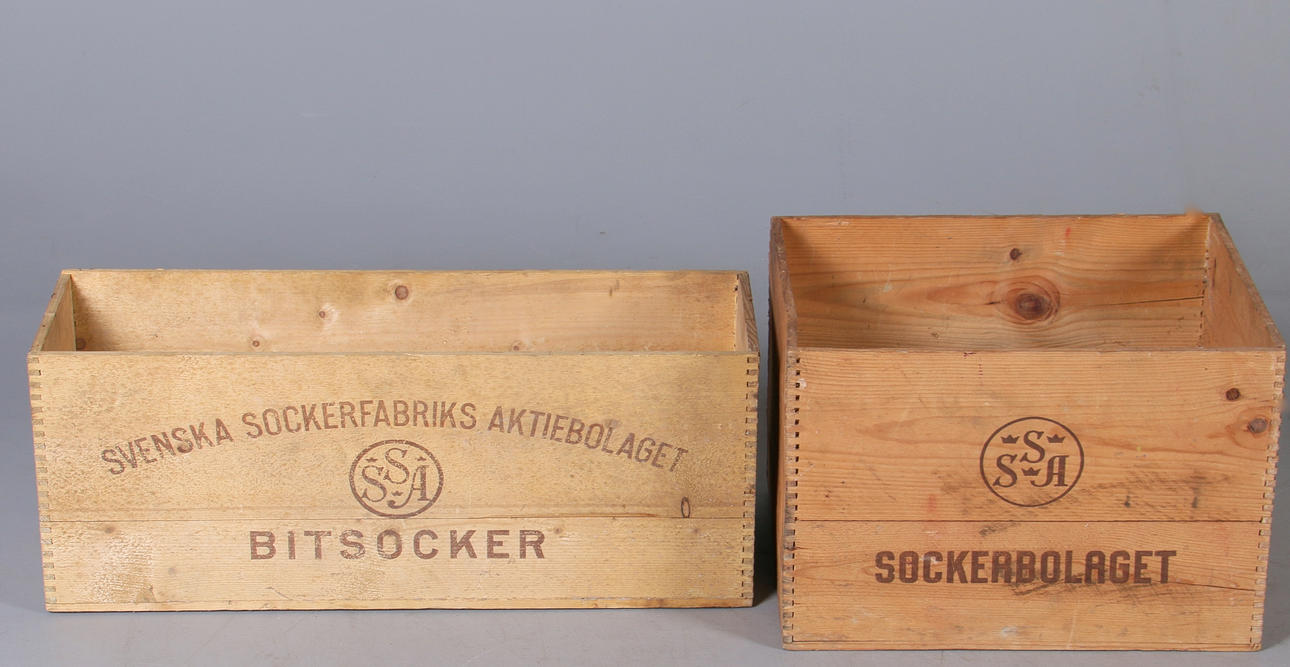 SVENSKA SOCKERFABRIKS AKTIEBOLAGET
SSA
BITSOCKER
SSA
SOCKERBOLAGET